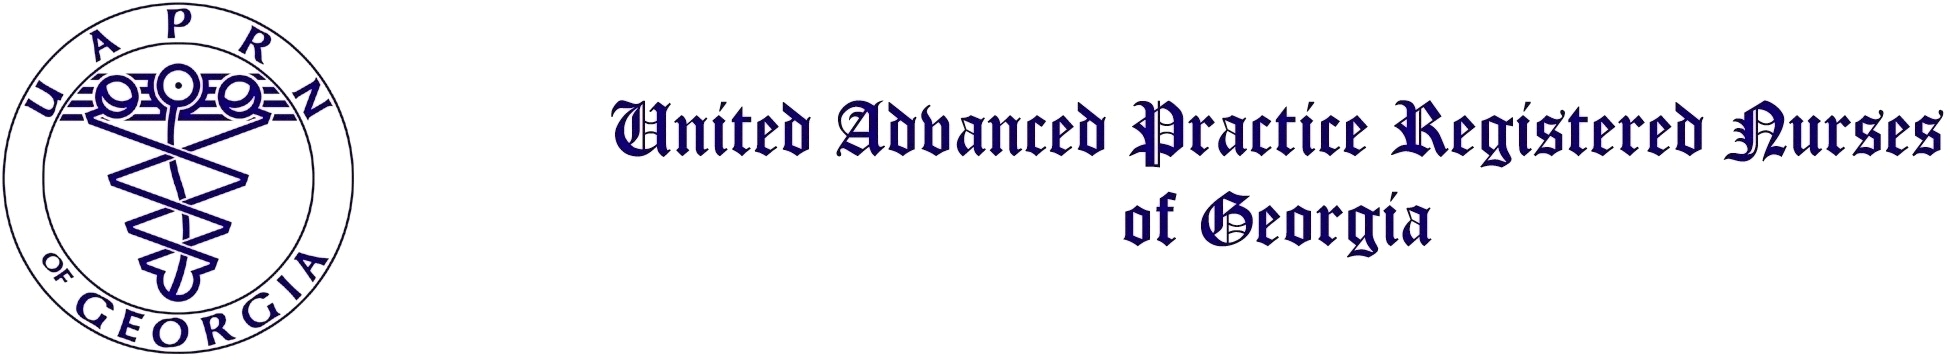 UAPRN
OF GEORGIA
United Advanced Practice Registered Nurses
of Georgia